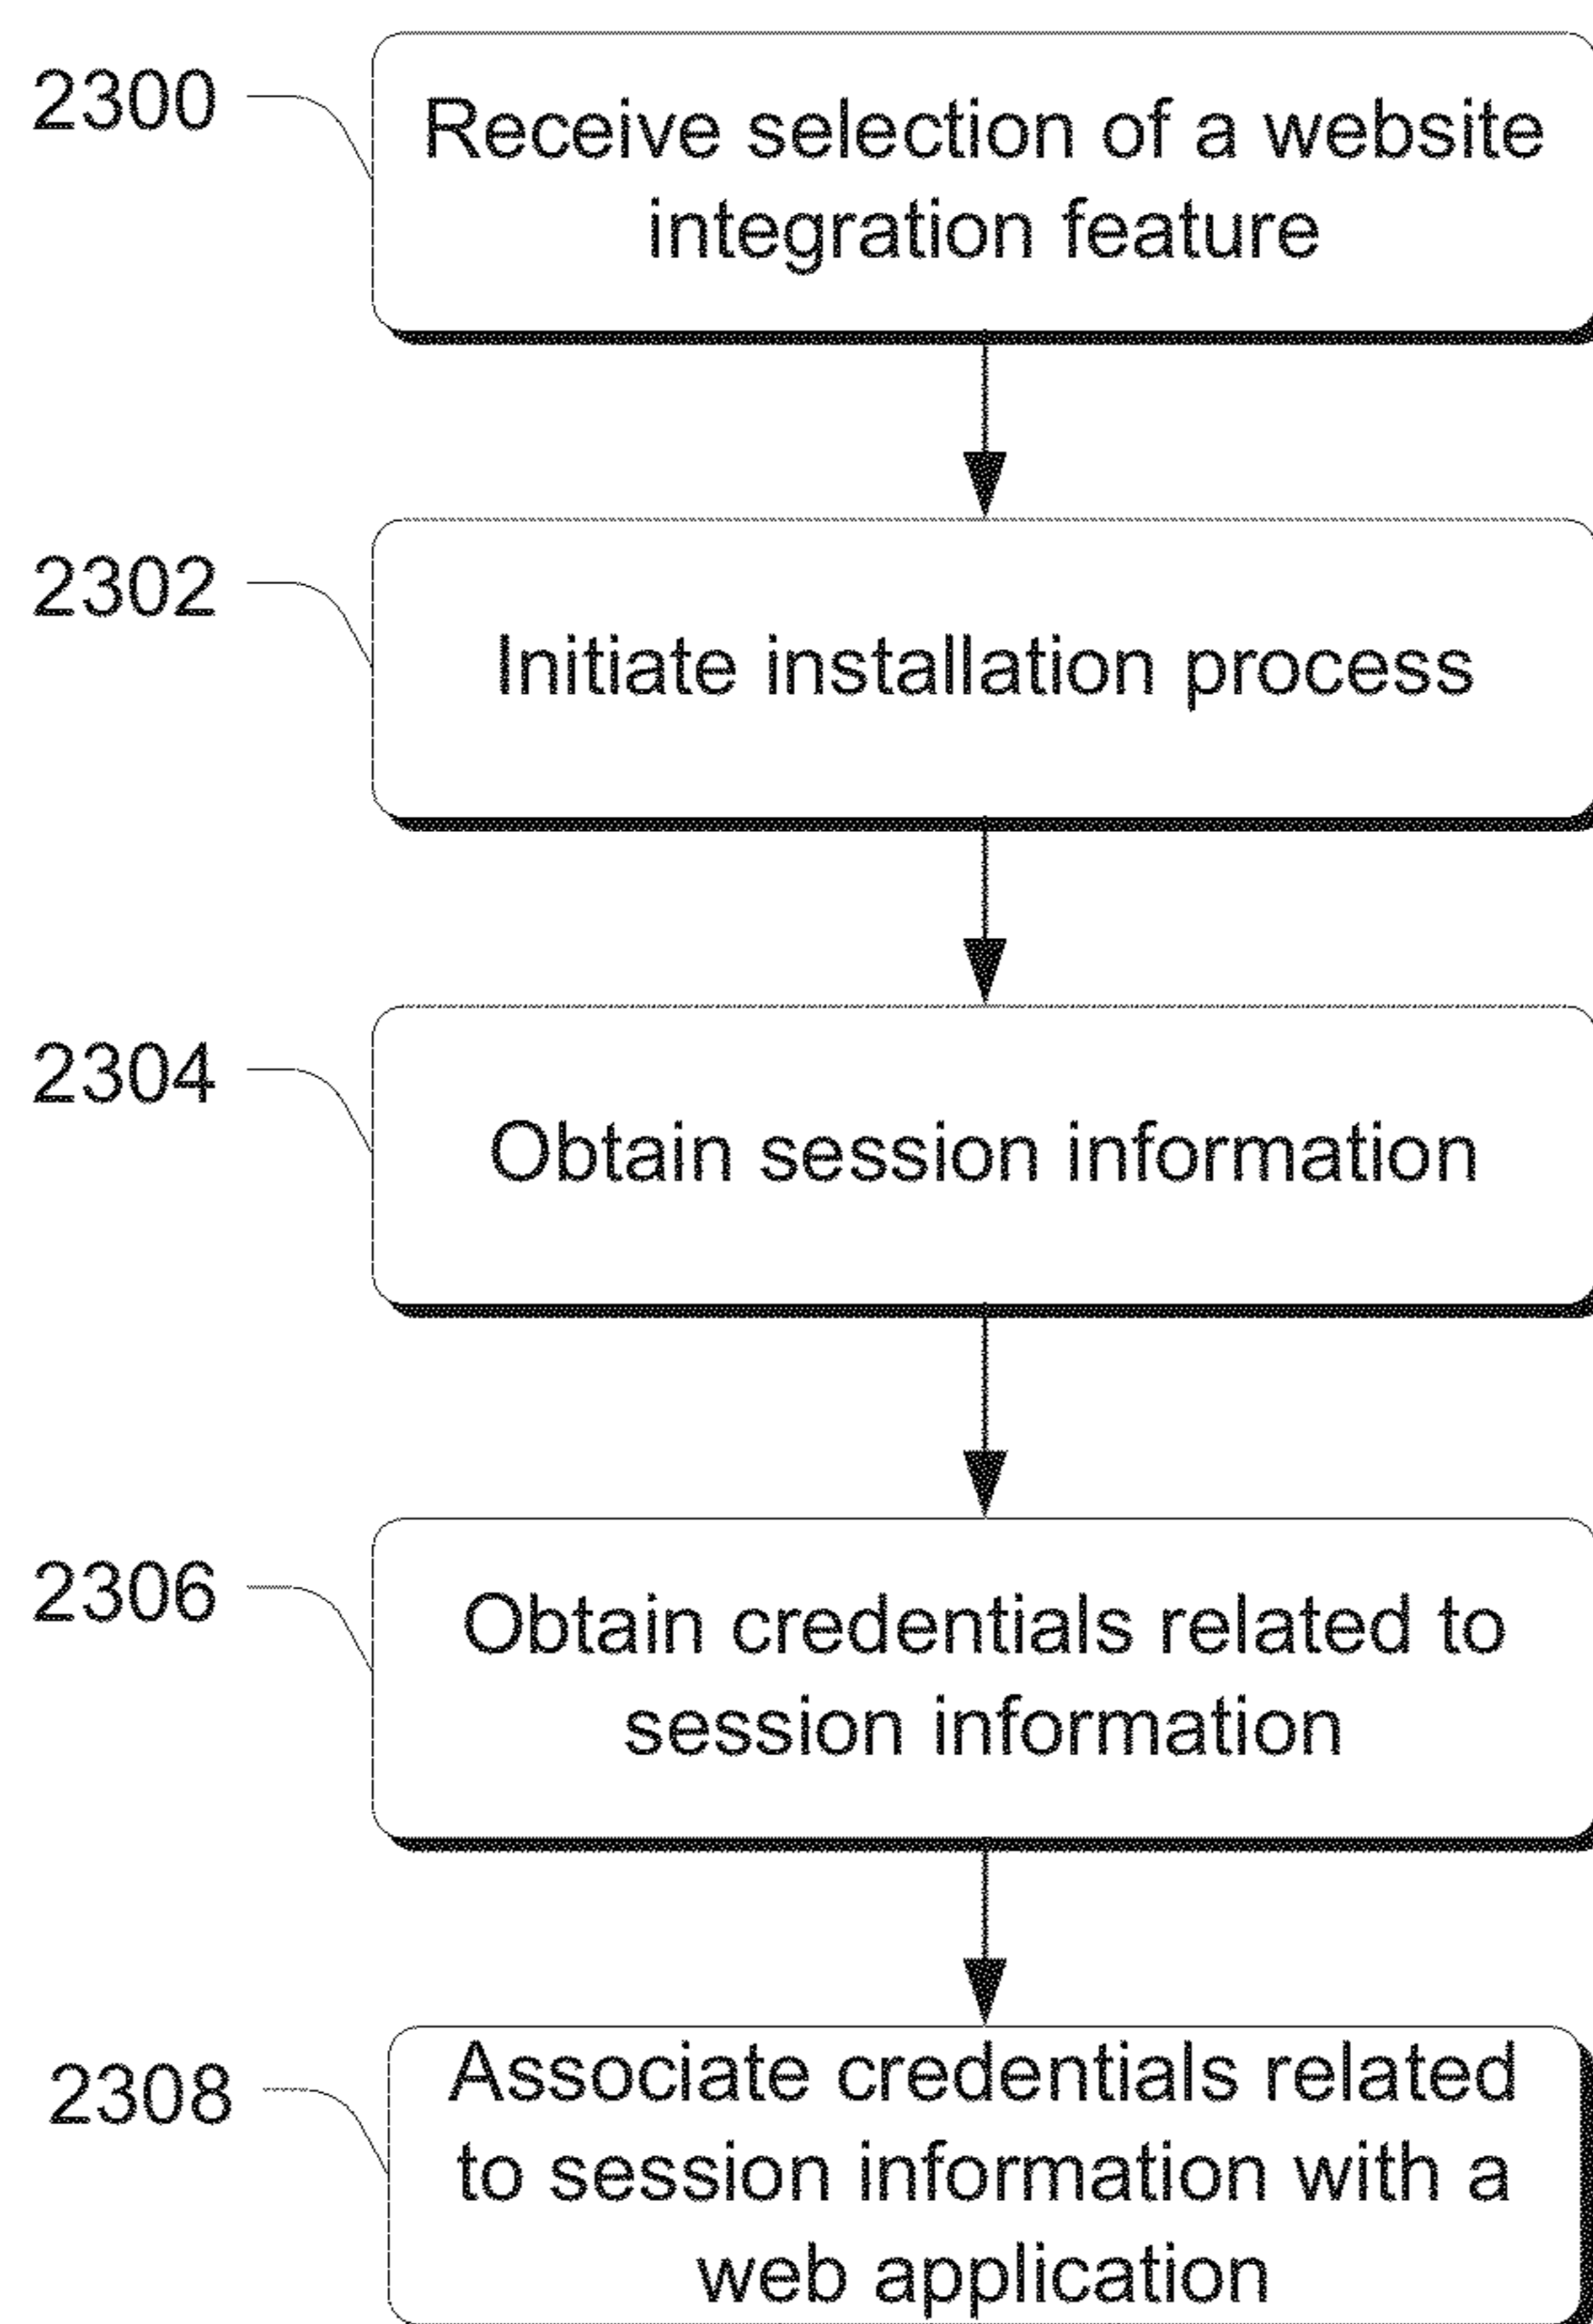 2300
Receive selection of a website
integration feature
2302
Initiate installation process
2304
Obtain session information
2306
Obtain credentials related to
session information
2308
Associate credentials related
to session information with a
web application